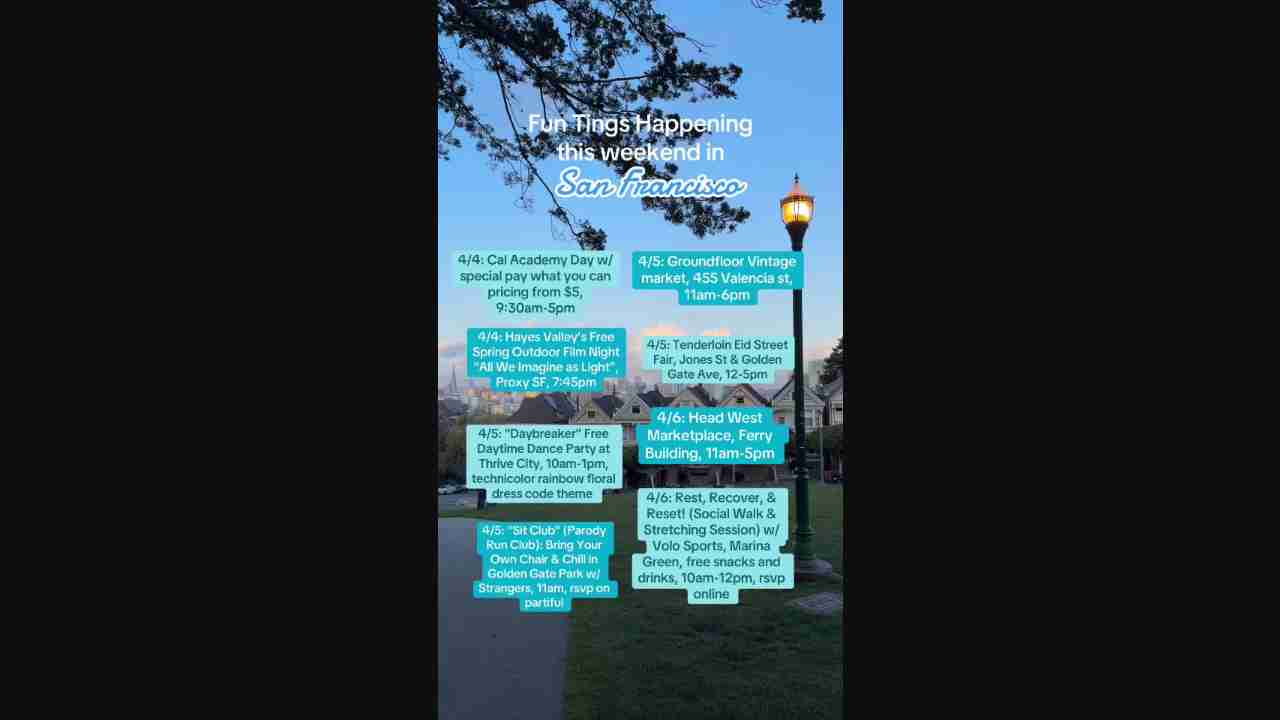 Fun Tings Happening
this weekend in
San Francisco
4/4: Cal Academy Day w/
special pay what you can
pricing from $5,
9:30am-5pm
4/4: Hayes Valley's Free
Spring Outdoor Film Night
"All We Imagine as Light",
Proxy SF, 7:45pm
4/5: "Daybreaker" Free
Daytime Dance Party at
Thrive City, 10am-1pm,
technicolor rainbow floral
dress code theme
4/5: "Sit Club" (Parody
Run Club): Bring Your
Own Chair & Chill in
Golden Gate Park w/
Strangers, 11am, rsvp on
partiful
4/5: Groundfloor Vintage
market, 455 Valencia st,
11am-6pm
4/5: Tenderloin Eid Street
Fair, Jones St & Golden
Gate Ave, 12-5pm
4/6: Head West
Marketplace, Ferry
Building, 11am-5pm
4/6: Rest, Recover, &
Reset! (Social Walk &
Stretching Session) w/
Volo Sports, Marina
Green, free snacks and
drinks, 10am-12pm, rsvp
online